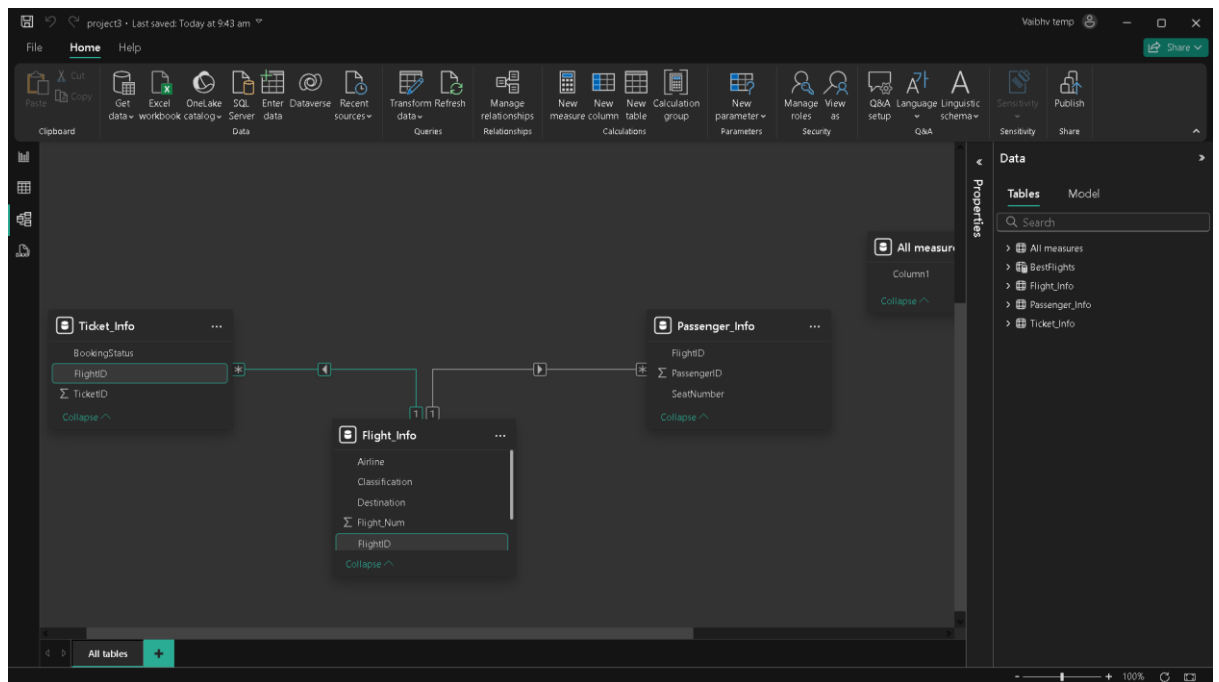 project3 • Last saved: Today at 9:43 am
Vaibhv temp
File Home Help
Share
Paste
Cut
Copy
Clipboard
Get data
Excel workbook
OneLake catalog
SQL Server
Enter data
Dataverse
Recent sources
Data
Transform data
Refresh
Queries
Manage relationships
Relationships
New measure
New column
New table
Calculation group
Calculations
New parameter
Parameters
Manage roles
View as
Security
Q&A setup
Language
Linguistic schema
Q&A
Sensitivity
Sensitivity
Publish
Share
Ticket_Info
BookingStatus
FlightID
TicketID
Collapse
*
1
1
*
Flight_Info
Airline
Classification
Destination
Flight_Num
FlightID
Collapse
Passenger_Info
FlightID
PassengerID
SeatNumber
Collapse
All measure
Column1
Collapse
Properties
Data
Tables Model
Search
All measures
BestFlights
Flight_Info
Passenger_Info
Ticket_Info
All tables
+
- + 100%